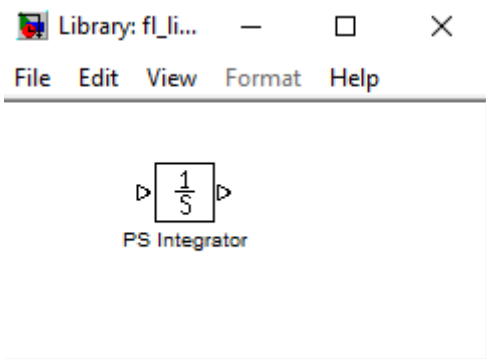 Library: fl_li...
File Edit View Format Help
1
S
PS Integrator